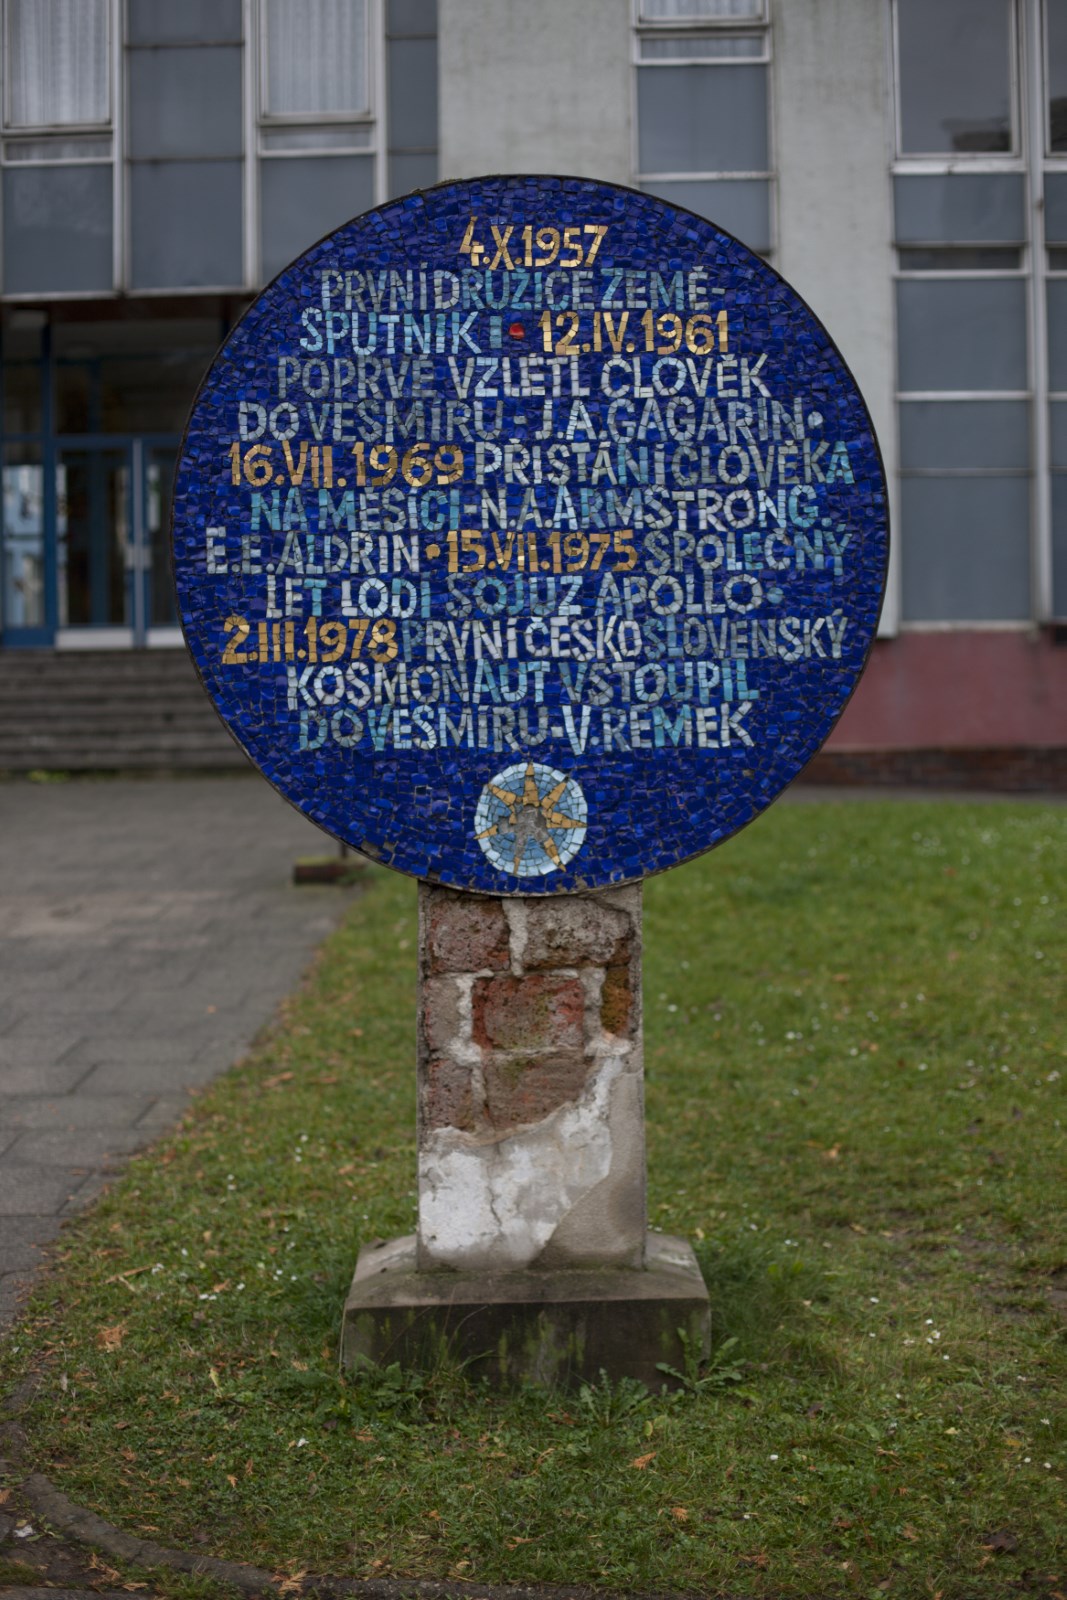 4.X.1957
PRVNÍ DRUŽICE ZEMĚ-
SPUTNIK I • 12.IV.1961
POPRVÉ VZLÉTL ČLOVĚK
DO VESMÍRU - J.A.GAGARIN•
16.VII.1969 PŘISTÁNÍ ČLOVĚKA
NA MĚSÍCI-N.A.ARMSTRONG.
E.E.ALDRIN•15.VII.1975 SPOLEČNÝ
LET LODÍ SOJUZ APOLLO•
2.III.1978 PRVNÍ ČESKOSLOVENSKÝ
KOSMONAUT VSTOUPIL
DO VESMÍRU-V.REMEK